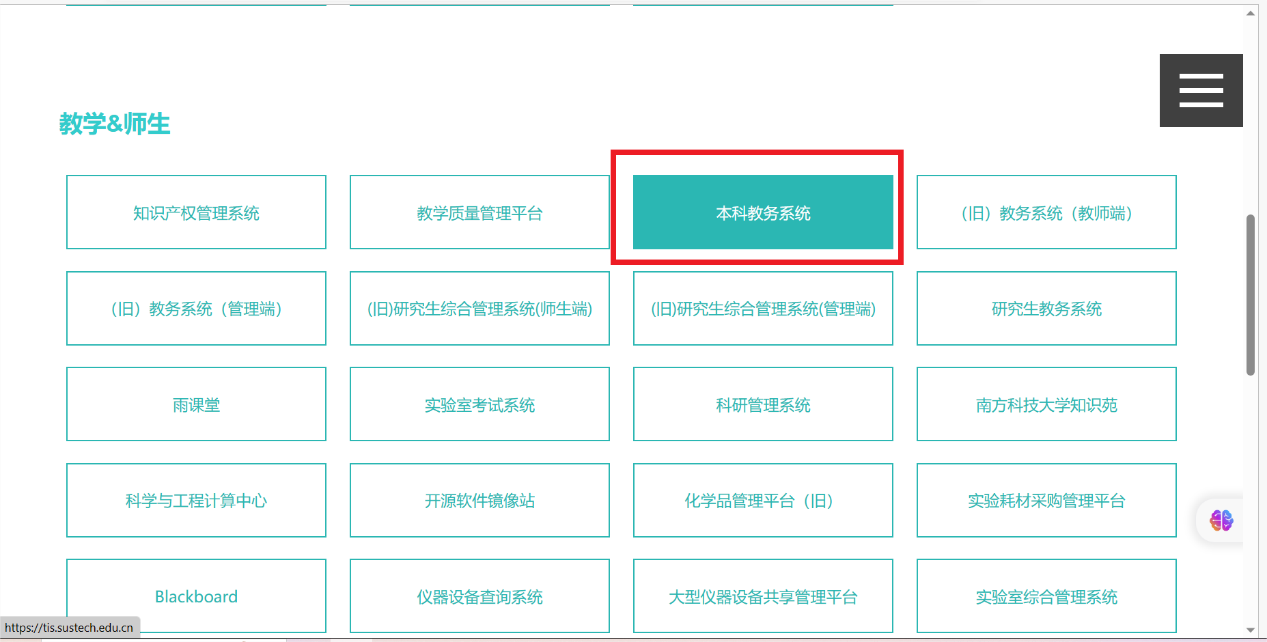 教学&师生
知识产权管理系统
教学质量管理平台
本科教务系统
（旧）教务系统（教师端）
（旧）教务系统（管理端）
(旧)研究生综合管理系统(师生端)
(旧)研究生综合管理系统(管理端)
研究生教务系统
雨课堂
实验室考试系统
科研管理系统
南方科技大学知识苑
科学与工程计算中心
开源软件镜像站
化学品管理平台（旧）
实验耗材采购管理平台
Blackboard
仪器设备查询系统
大型仪器设备共享管理平台
实验室综合管理系统
https://tis.sustech.edu.cn